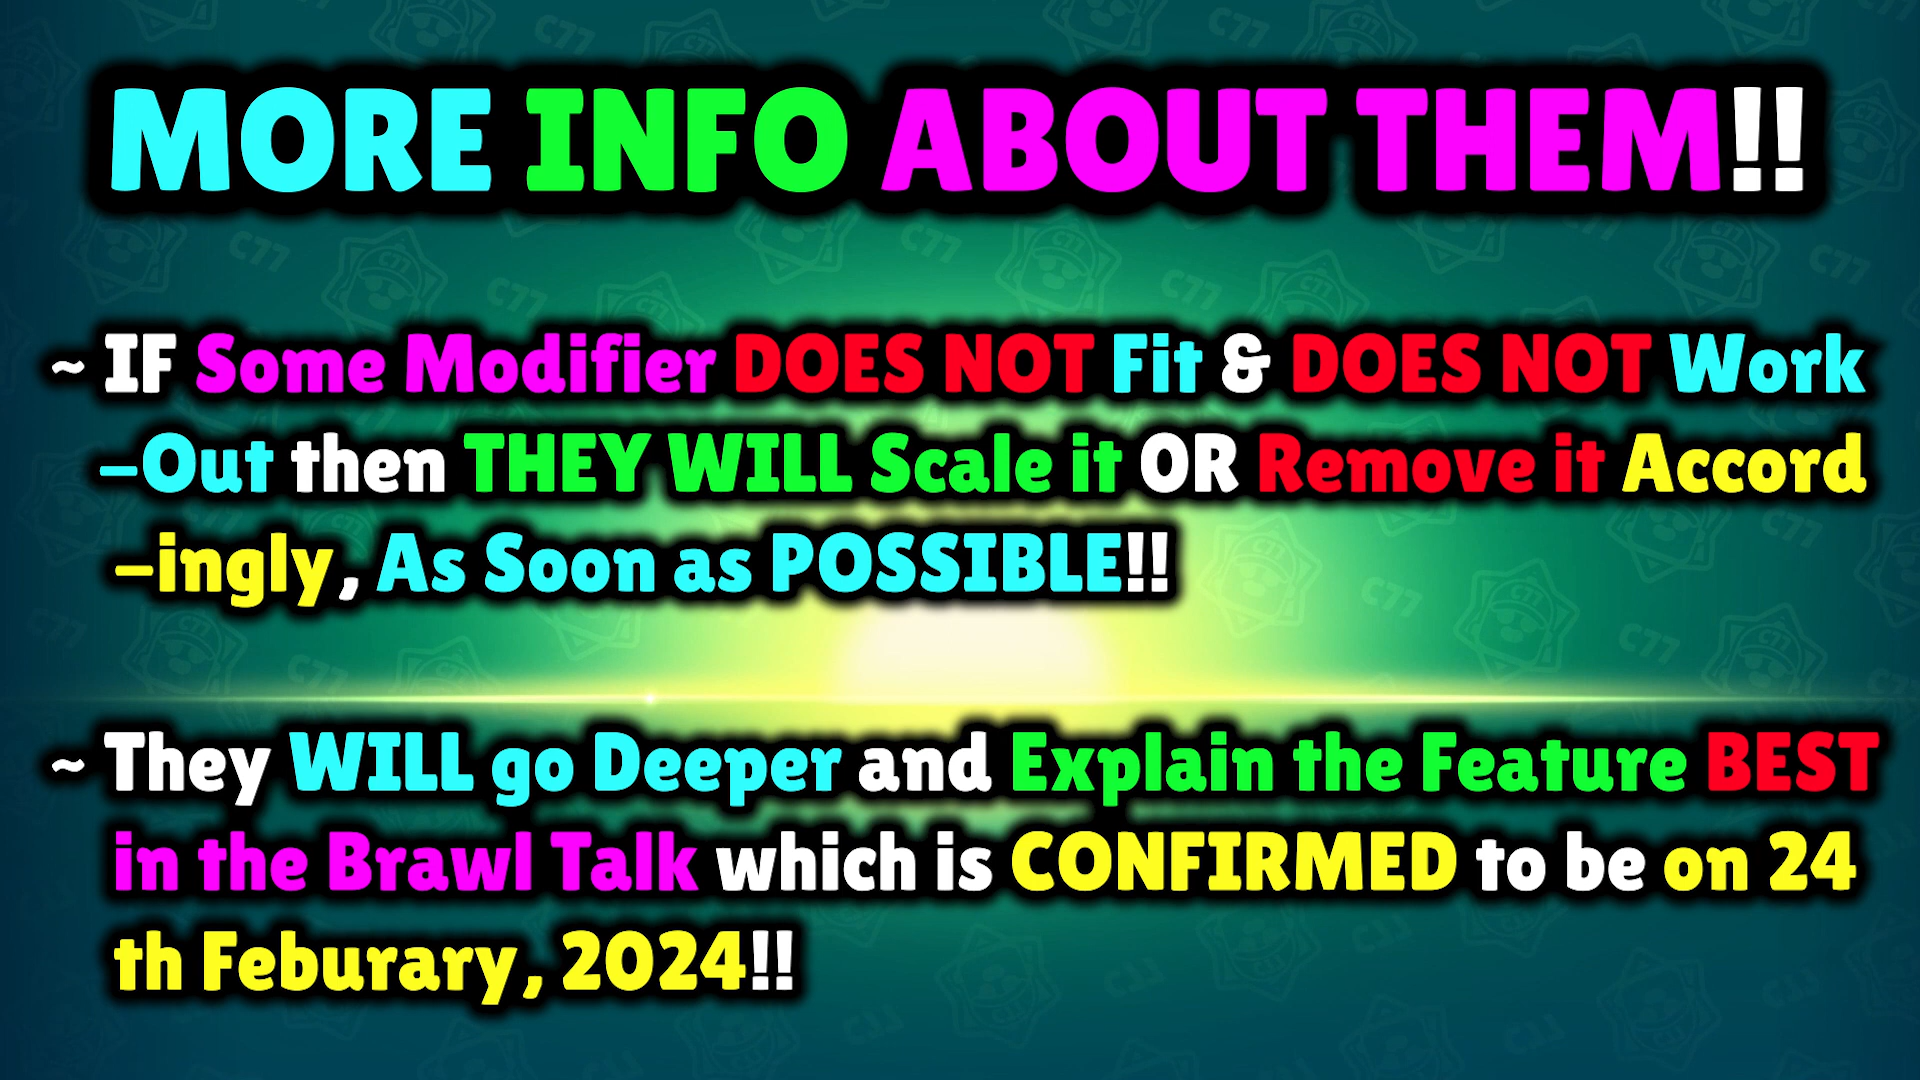 MORE INFO ABOUT THEM!!
~ IF Some Modifier DOES NOT Fit & DOES NOT Work
-Out then THEY WILL Scale it OR Remove it Accord
-ingly, As Soon as POSSIBLE!!
~ They WILL go Deeper and Explain the Feature BEST
in the Brawl Talk which is CONFIRMED to be on 24
th Feburary, 2024!!
C77